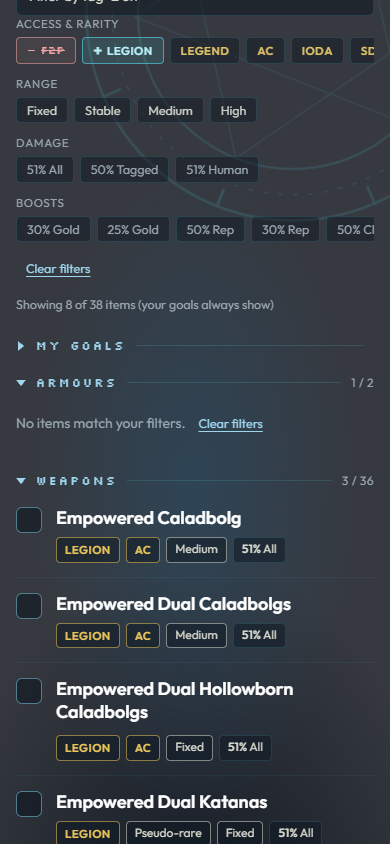 ACCESS & RARITY
− F2P + LEGION LEGEND AC IODA
RANGE
Fixed Stable Medium High
DAMAGE
51% All 50% Tagged 51% Human
BOOSTS
30% Gold 25% Gold 50% Rep 30% Rep 50%
Clear filters
Showing 8 of 38 items (your goals always show)
MY GOALS
ARMOURS 1 / 2
No items match your filters. Clear filters
WEAPONS 3 / 36
Empowered Caladbolg
LEGION AC Medium 51% All
Empowered Dual Caladbolgs
LEGION AC Medium 51% All
Empowered Dual Hollowborn
Caladbolgs
LEGION AC Fixed 51% All
Empowered Dual Katanas
LEGION Pseudo-rare Fixed 51% All